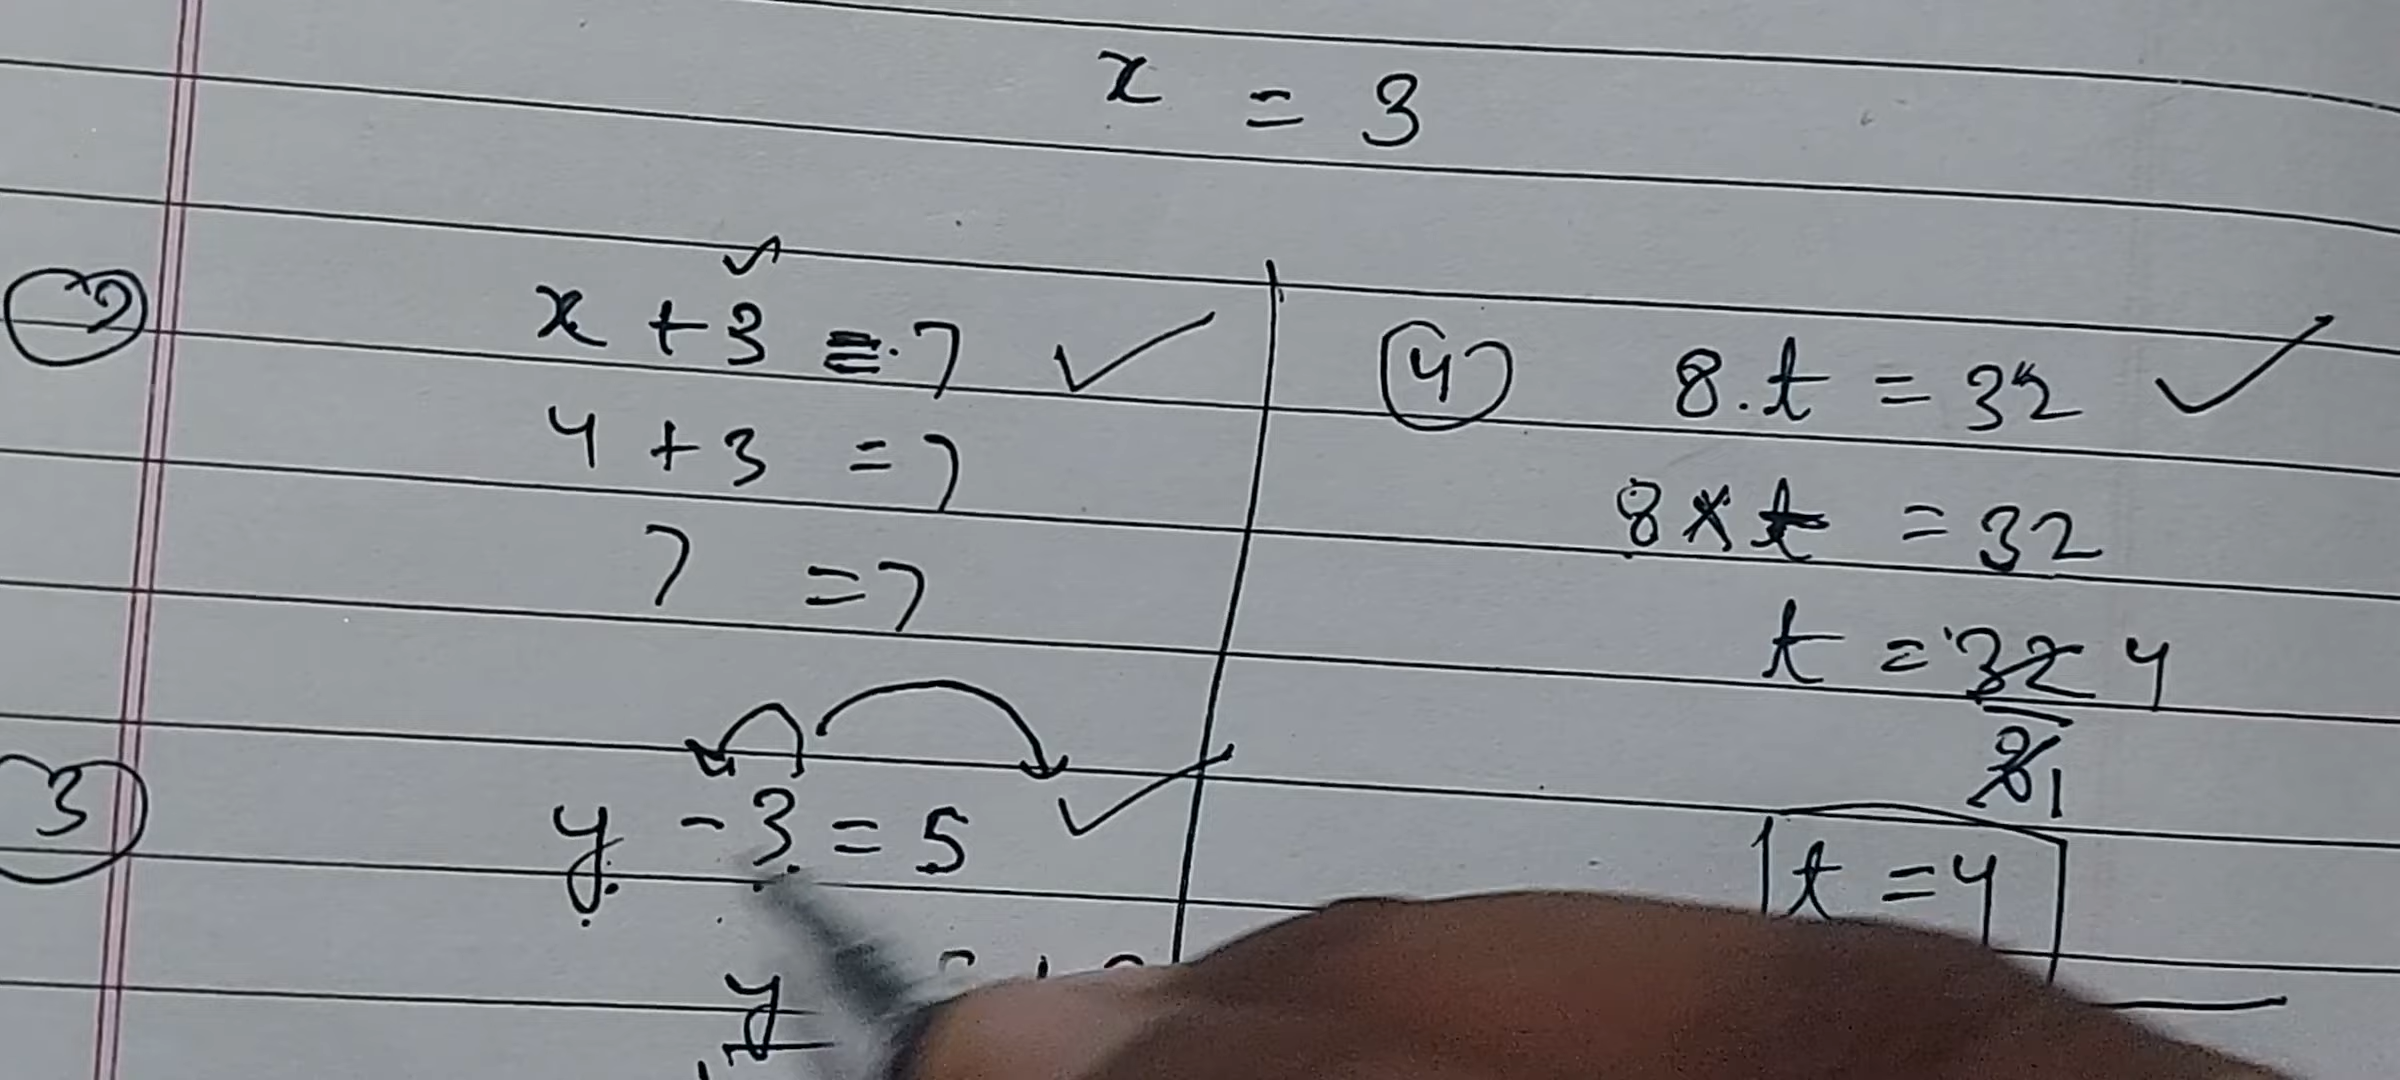 x = 3
2 x + 3 = 7
4 + 3 = 7
7 = 7
3 y - 3 = 5
y
4 8.t = 32
8 × t = 32
t = 32 4
8 1
t = 4